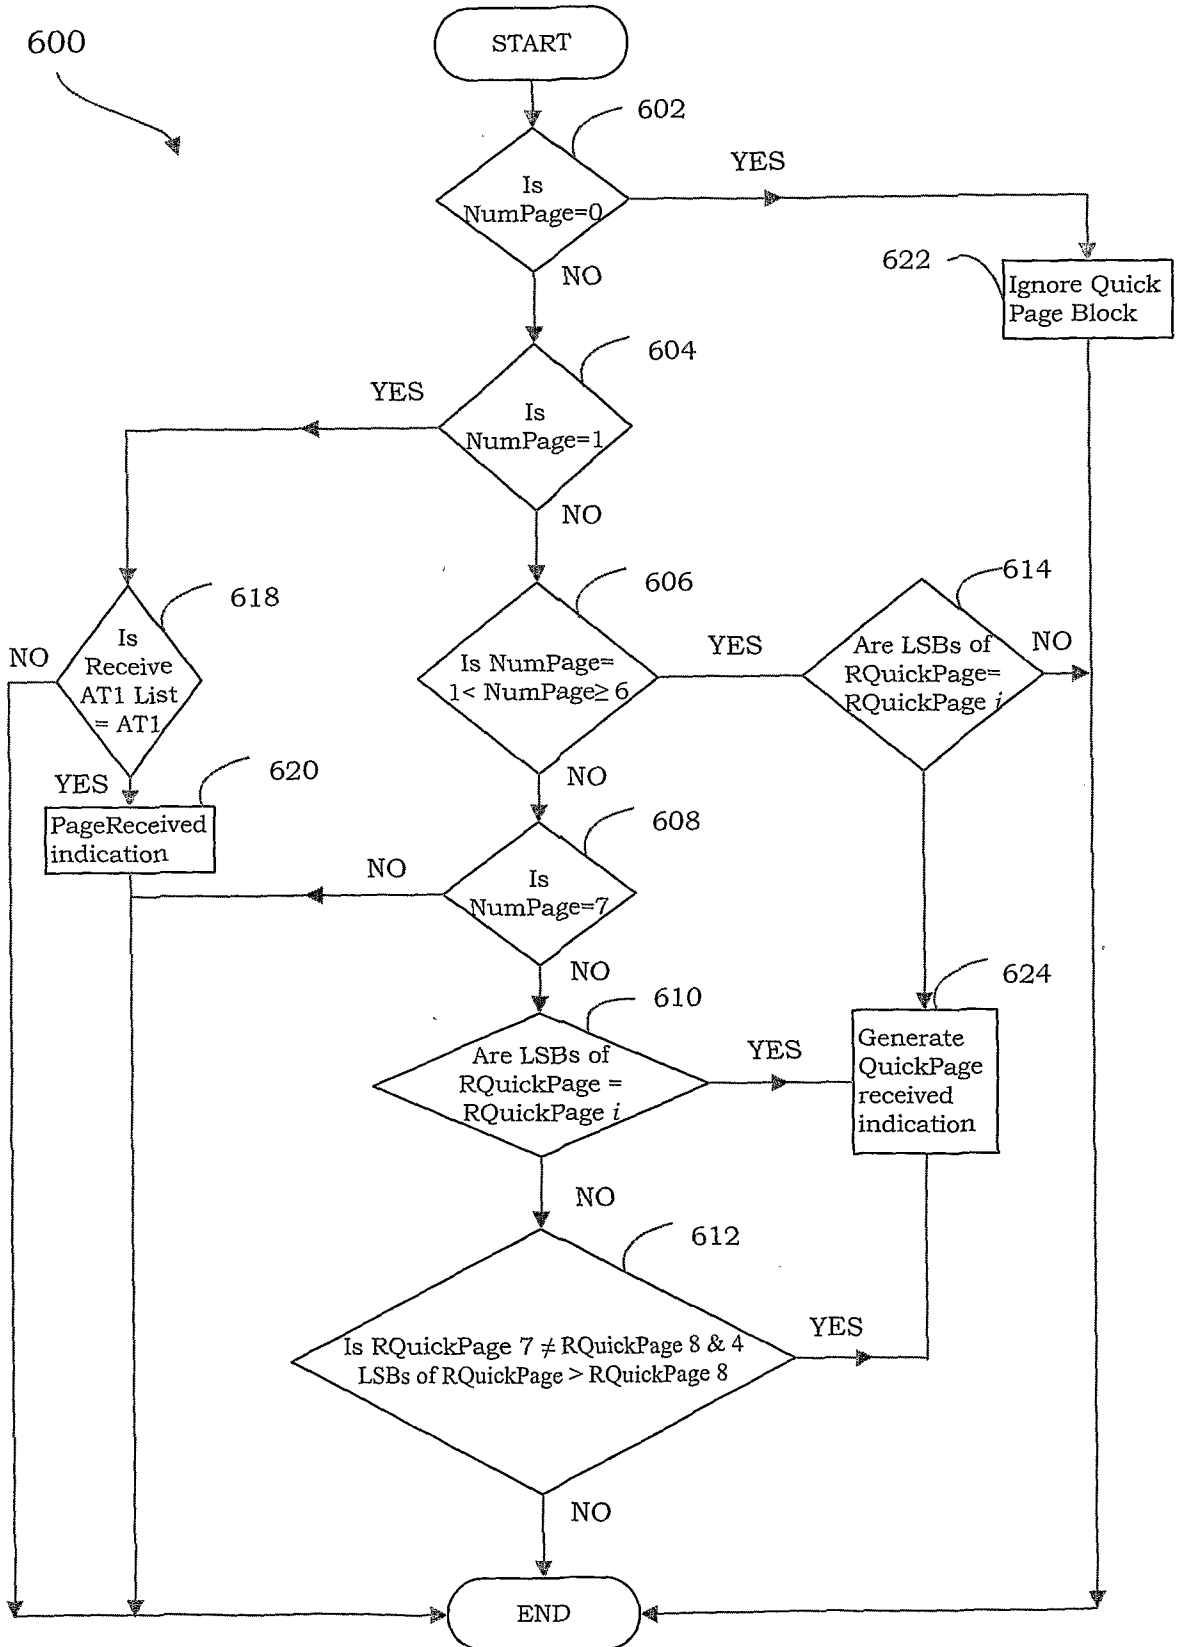 600
START
602
YES
Is
NumPage=0
NO
622
Ignore Quick
Page Block
604
YES
Is
NumPage=1
NO
618
Is
Receive
AT1 List
= AT1
NO
YES
620
PageReceived
indication
606
Is NumPage=
1< NumPage≥ 6
YES
NO
614
Are LSBs of
RQuickPage=
RQuickPage i
NO
608
Is
NumPage=7
NO
NO
610
Are LSBs of
RQuickPage =
RQuickPage i
YES
NO
624
Generate
QuickPage
received
indication
612
Is RQuickPage 7 ≠ RQuickPage 8 & 4
LSBs of RQuickPage > RQuickPage 8
YES
NO
END